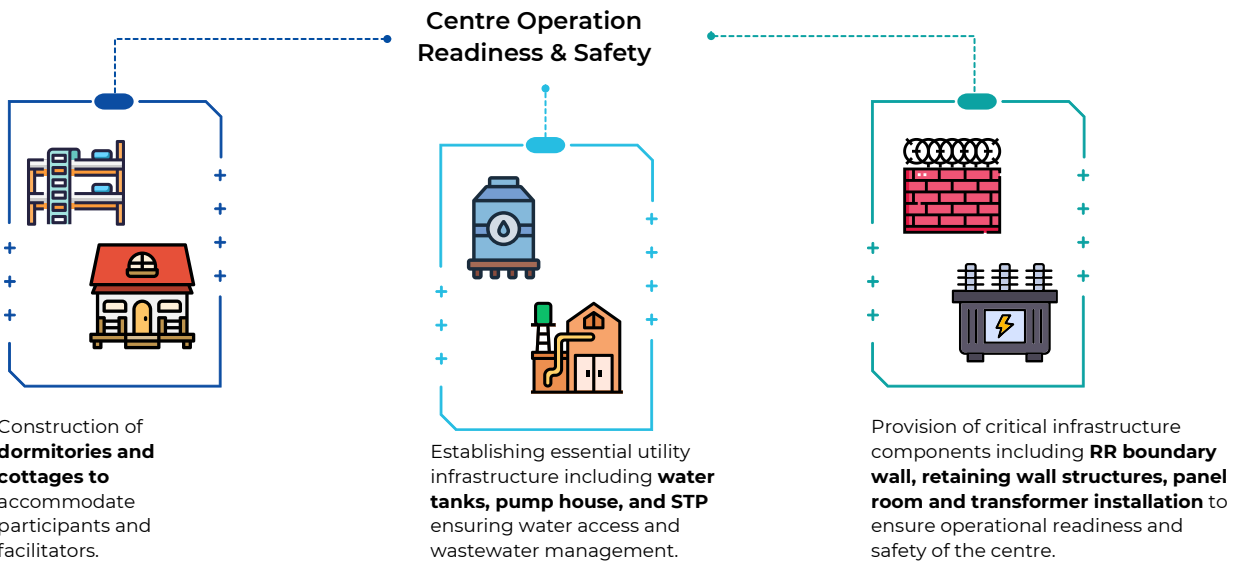 Centre Operation
Readiness & Safety
Construction of
dormitories and
cottages to
accommodate
participants and
facilitators.
Establishing essential utility
infrastructure including water
tanks, pump house, and STP
ensuring water access and
wastewater management.
Provision of critical infrastructure
components including RR boundary
wall, retaining wall structures, panel
room and transformer installation to
ensure operational readiness and
safety of the centre.